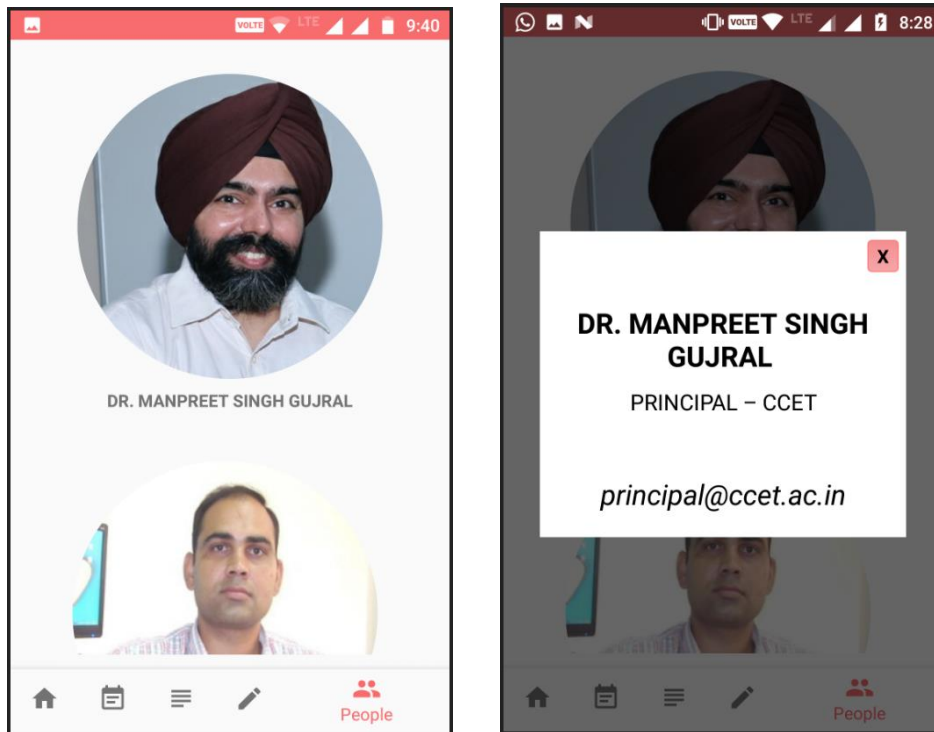 VOLTE LTE 9:40
DR. MANPREET SINGH GUJRAL
People
VOLTE LTE 8:28
X
DR. MANPREET SINGH
GUJRAL
PRINCIPAL – CCET
principal@ccet.ac.in
People